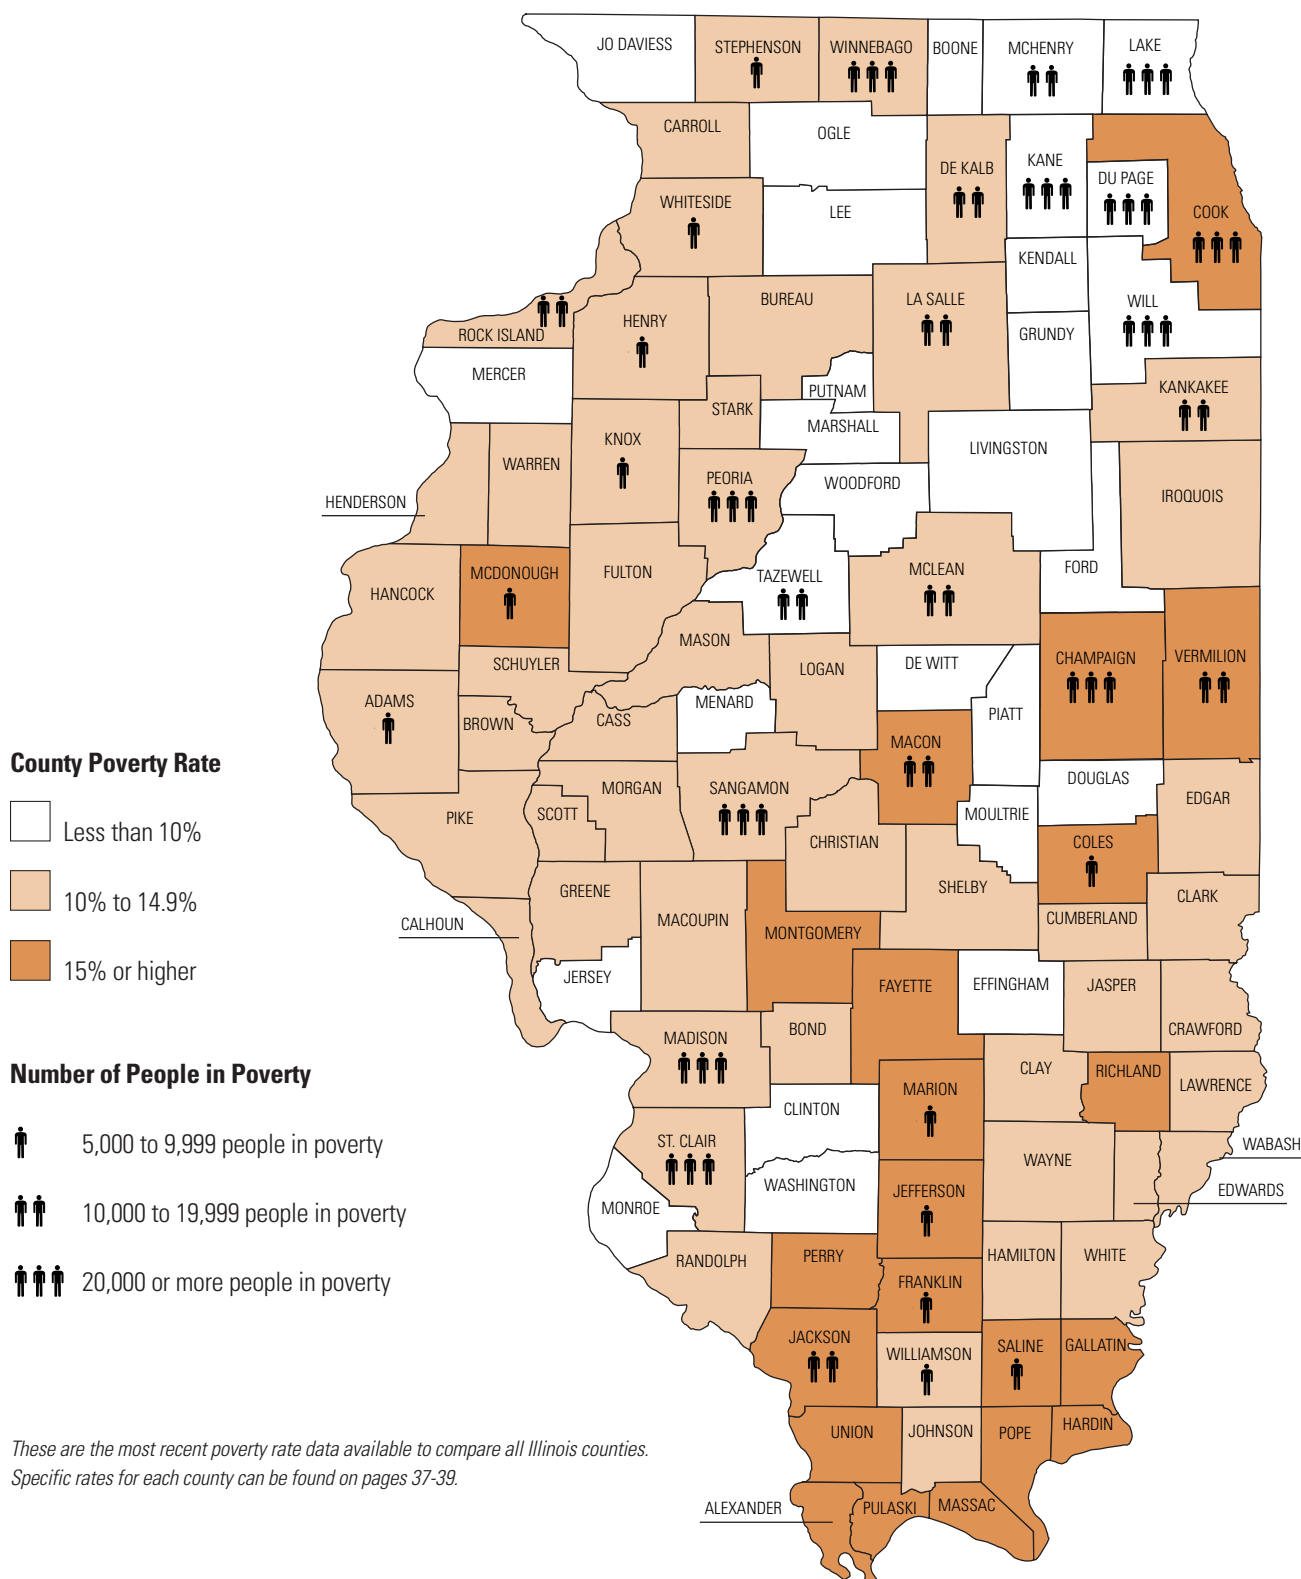 JO DAVIESS
STEPHENSON
WINNEBAGO
BOONE
MCHENRY
LAKE
CARROLL
OGLE
DE KALB
KANE
DU PAGE
COOK
WHITESIDE
LEE
KENDALL
ROCK ISLAND
HENRY
BUREAU
LA SALLE
WILL
GRUNDY
MERCER
PUTNAM
KANKAKEE
STARK
MARSHALL
KNOX
LIVINGSTON
WARREN
PEORIA
WOODFORD
IROQUOIS
HENDERSON
MCDONOUGH
FULTON
TAZEWELL
MCLEAN
FORD
HANCOCK
MASON
SCHUYLER
LOGAN
DE WITT
CHAMPAIGN
VERMILION
ADAMS
BROWN
CASS
MENARD
PIATT
MACON
County Poverty Rate
Less than 10%
10% to 14.9%
15% or higher
PIKE
SCOTT
MORGAN
SANGAMON
CHRISTIAN
MOULTRIE
DOUGLAS
EDGAR
COLES
GREENE
MACOUPIN
SHELBY
CLARK
CALHOUN
MONTGOMERY
CUMBERLAND
JERSEY
FAYETTE
EFFINGHAM
JASPER
CRAWFORD
MADISON
BOND
CLAY
RICHLAND
LAWRENCE
MARION
CLINTON
ST. CLAIR
WAYNE
WABASH
EDWARDS
WASHINGTON
JEFFERSON
MONROE
RANDOLPH
PERRY
HAMILTON
WHITE
FRANKLIN
JACKSON
WILLIAMSON
SALINE
GALLATIN
UNION
JOHNSON
POPE
HARDIN
ALEXANDER
PULASKI
MASSAC
Number of People in Poverty
5,000 to 9,999 people in poverty
10,000 to 19,999 people in poverty
20,000 or more people in poverty
These are the most recent poverty rate data available to compare all Illinois counties.
Specific rates for each county can be found on pages 37-39.